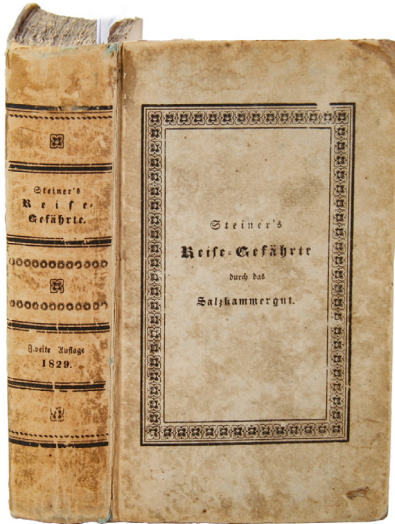 Steiner's
Reise-
Gefährte.
Zweite Auflage
1829.
Steiner's
Reise-Gefährte
durch das
Salzkammergut.